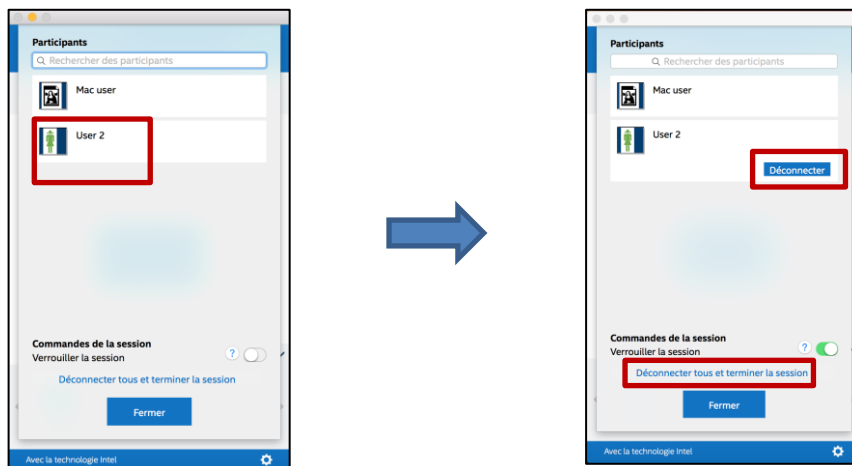 Participants
Rechercher des participants
Mac user
User 2
Commandes de la session
Verrouiller la session
?
Déconnecter tous et terminer la session
Fermer
Avec la technologie Intel
Participants
Rechercher des participants
Mac user
User 2
Déconnecter
Commandes de la session
Verrouiller la session
?
Déconnecter tous et terminer la session
Fermer
Avec la technologie Intel